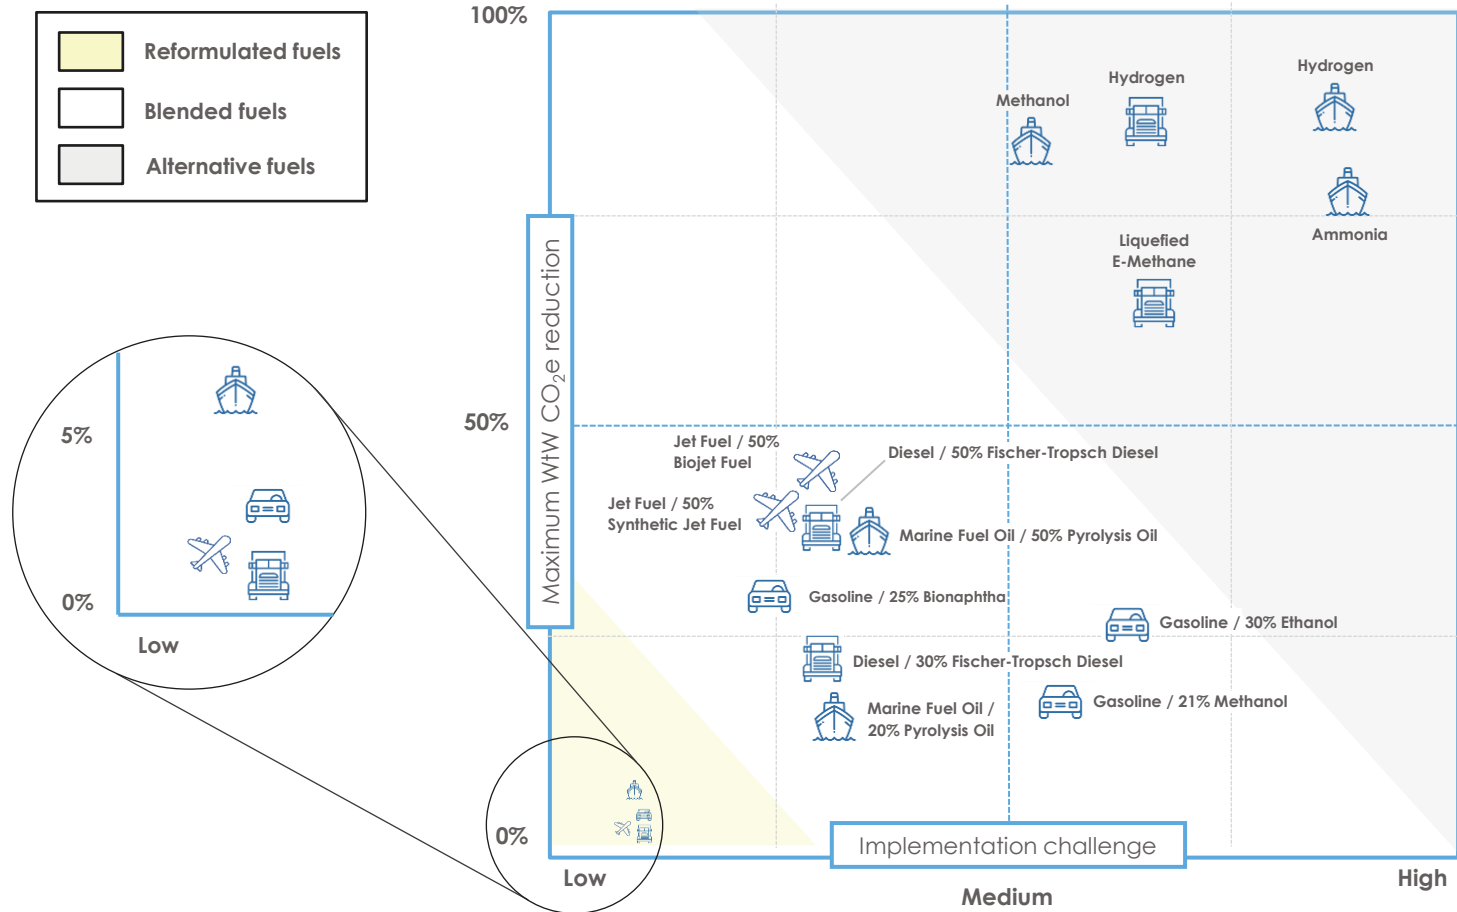 Reformulated fuels
Blended fuels
Alternative fuels
100%
50%
0%
Maximum WtW CO₂e reduction
Hydrogen
Hydrogen
Methanol
Ammonia
Liquefied
E-Methane
Jet Fuel / 50%
Biojet Fuel
Diesel / 50% Fischer-Tropsch Diesel
Jet Fuel / 50%
Synthetic Jet Fuel
Marine Fuel Oil / 50% Pyrolysis Oil
Gasoline / 25% Bionaphtha
Gasoline / 30% Ethanol
Diesel / 30% Fischer-Tropsch Diesel
Gasoline / 21% Methanol
Marine Fuel Oil /
20% Pyrolysis Oil
5%
0%
Low
Implementation challenge
Low
Medium
High